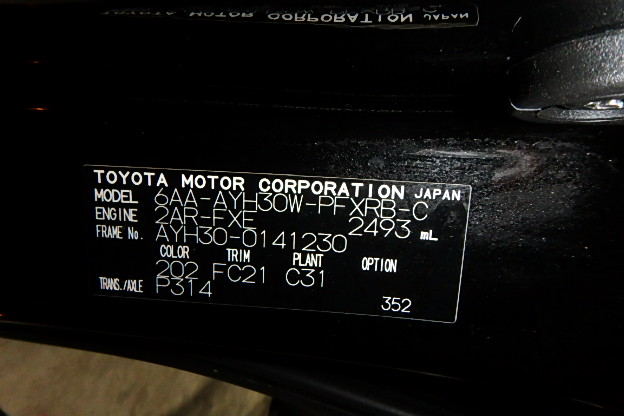 TOYOTA MOTOR CORPORATION JAPAN
MODEL 6AA-AYH30W-PFXRB-C
ENGINE 2AR-FXE 2493 mL
FRAME No. AYH30-0141230
COLOR TRIM PLANT OPTION
202 FC21 C31
TRANS./AXLE P314
352